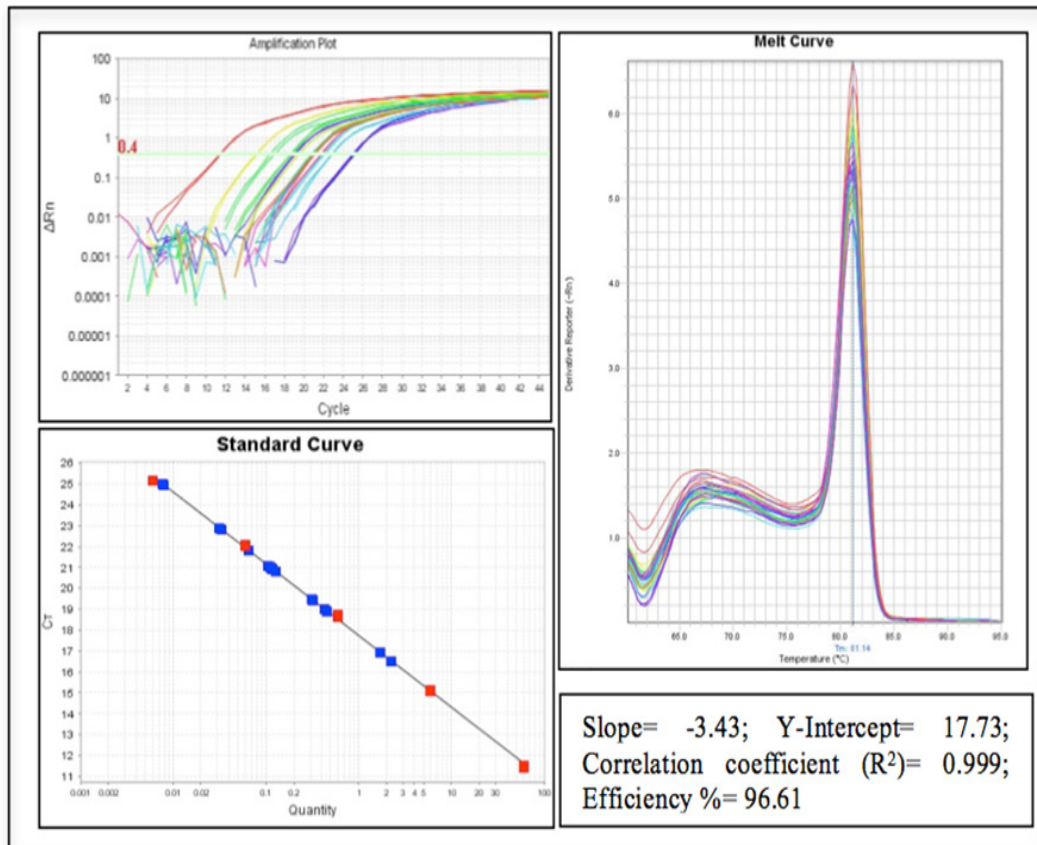 Amplification Plot
100
10
1
0.4
0.1
0.01
0.001
0.0001
0.00001
0.000001
ΔRn
2 4 6 8 10 12 14 16 18 20 22 24 26 28 30 32 34 36 38 40 42 44
Cycle
Melt Curve
6.0
5.0
4.0
3.0
2.0
1.0
Derivative Reporter (-Rn)
65.0 70.0 75.0 80.0 85.0 90.0 95.0
Tm: 81.14
Temperature (°C)
Standard Curve
26
25
24
23
22
21
20
19
18
17
16
15
14
13
12
11
CT
0.001 0.002 0.01 0.02 0.1 0.2 1 2 3 4 5 10 20 30 100
Quantity
Slope= -3.43; Y-Intercept= 17.73;
Correlation coefficient (R²)= 0.999;
Efficiency %= 96.61